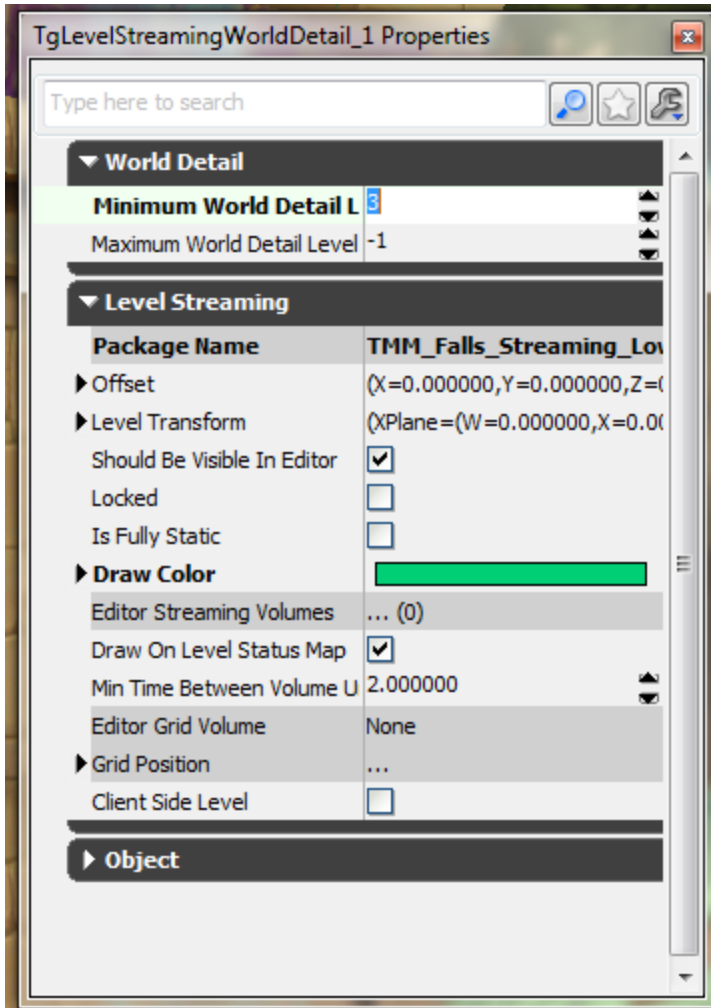 TgLevelStreamingWorldDetail_1 Properties
Type here to search
World Detail
Minimum World Detail L 3
Maximum World Detail Level -1
Level Streaming
Package Name TMM_Falls_Streaming_Lo
Offset (X=0.000000,Y=0.000000,Z=
Level Transform (XPlane=(W=0.000000,X=0.0
Should Be Visible In Editor
Locked
Is Fully Static
Draw Color
Editor Streaming Volumes ... (0)
Draw On Level Status Map
Min Time Between Volume U 2.000000
Editor Grid Volume None
Grid Position ...
Client Side Level
Object